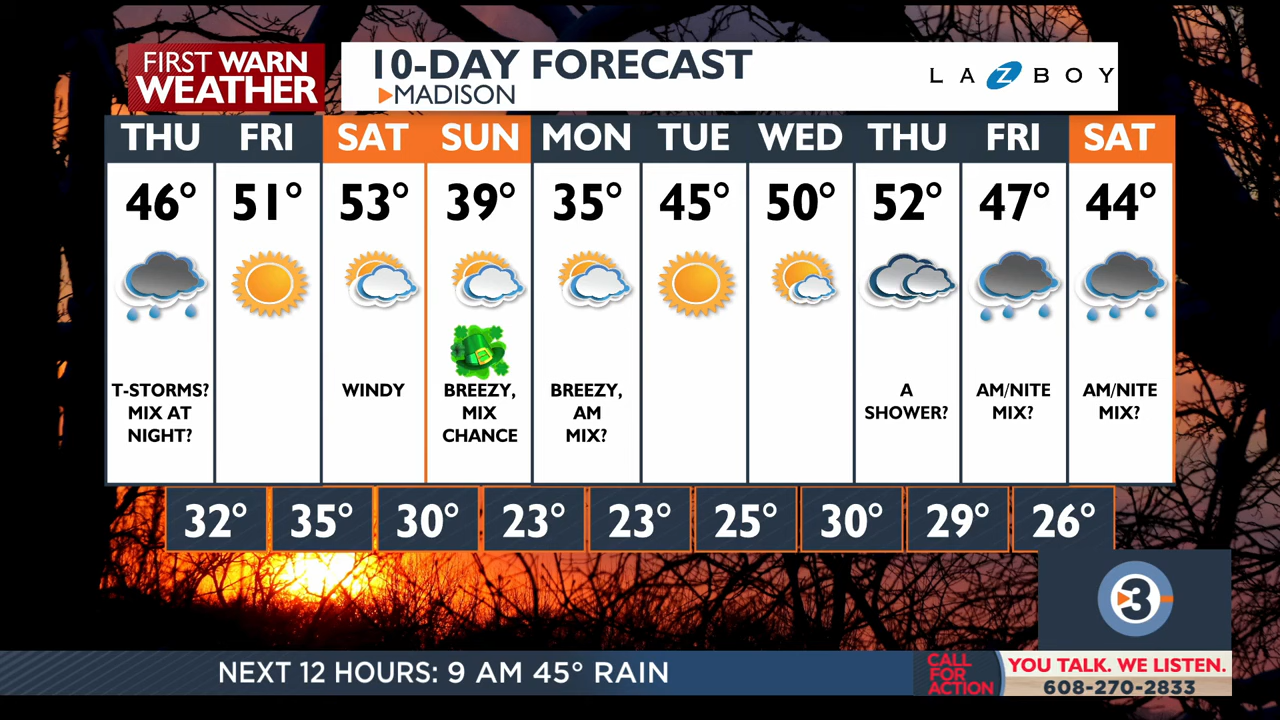 FIRST WARN
WEATHER
10-DAY FORECAST
MADISON
LA Z BOY
THU FRI SAT SUN MON TUE WED THU FRI SAT
46° 51° 53° 39° 35° 45° 50° 52° 47° 44°
T-STORMS?
MIX AT
NIGHT?
WINDY
BREEZY,
MIX
CHANCE
BREEZY,
AM
MIX?
A
SHOWER?
AM/NITE
MIX?
AM/NITE
MIX?
32° 35° 30° 23° 23° 25° 30° 29° 26°
3
NEXT 12 HOURS: 9 AM 45° RAIN
CALL
FOR
ACTION
YOU TALK. WE LISTEN.
608-270-2833